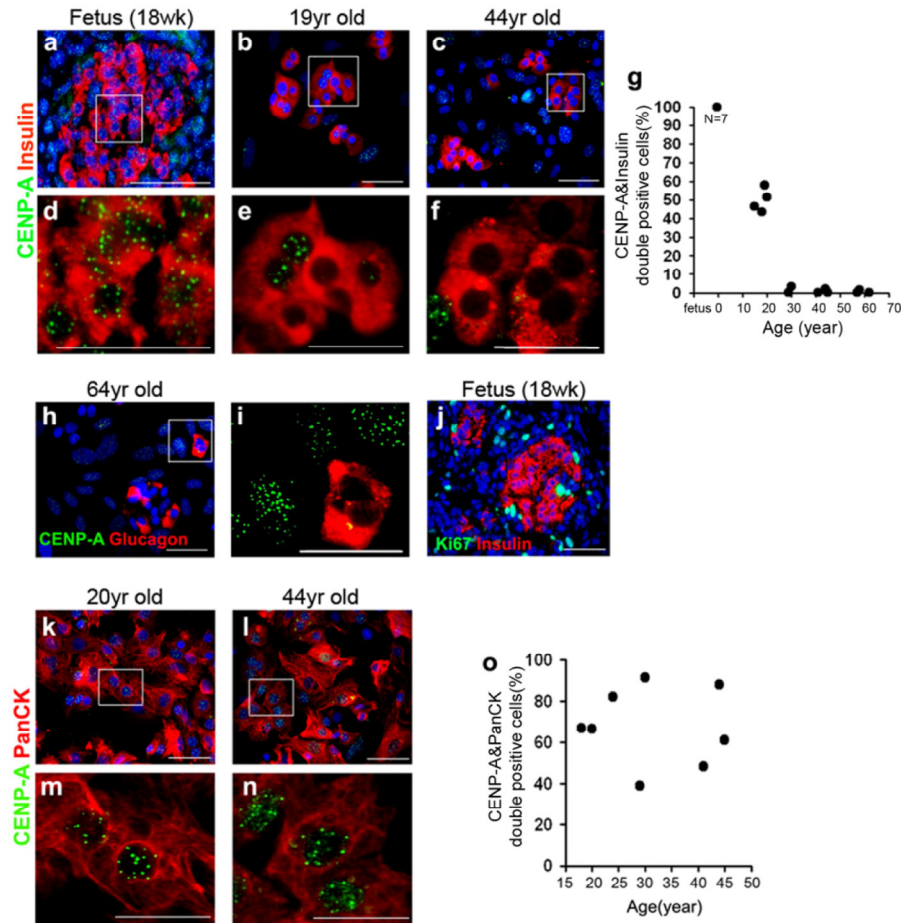 Fetus (18wk)
19yr old
44yr old
a
b
c
CENP-A Insulin
d
e
f
g
CENP-A&Insulin
double positive cells(%)
100
90
80
70
60
50
40
30
20
10
0
N=7
fetus 0 10 20 30 40 50 60 70
Age (year)
64yr old
Fetus (18wk)
h
CENP-A Glucagon
i
j
Ki67 Insulin
20yr old
44yr old
k
l
CENP-A PanCK
m
n
o
CENP-A&PanCK
double positive cells(%)
100
80
60
40
20
0
15 20 25 30 35 40 45 50
Age(year)